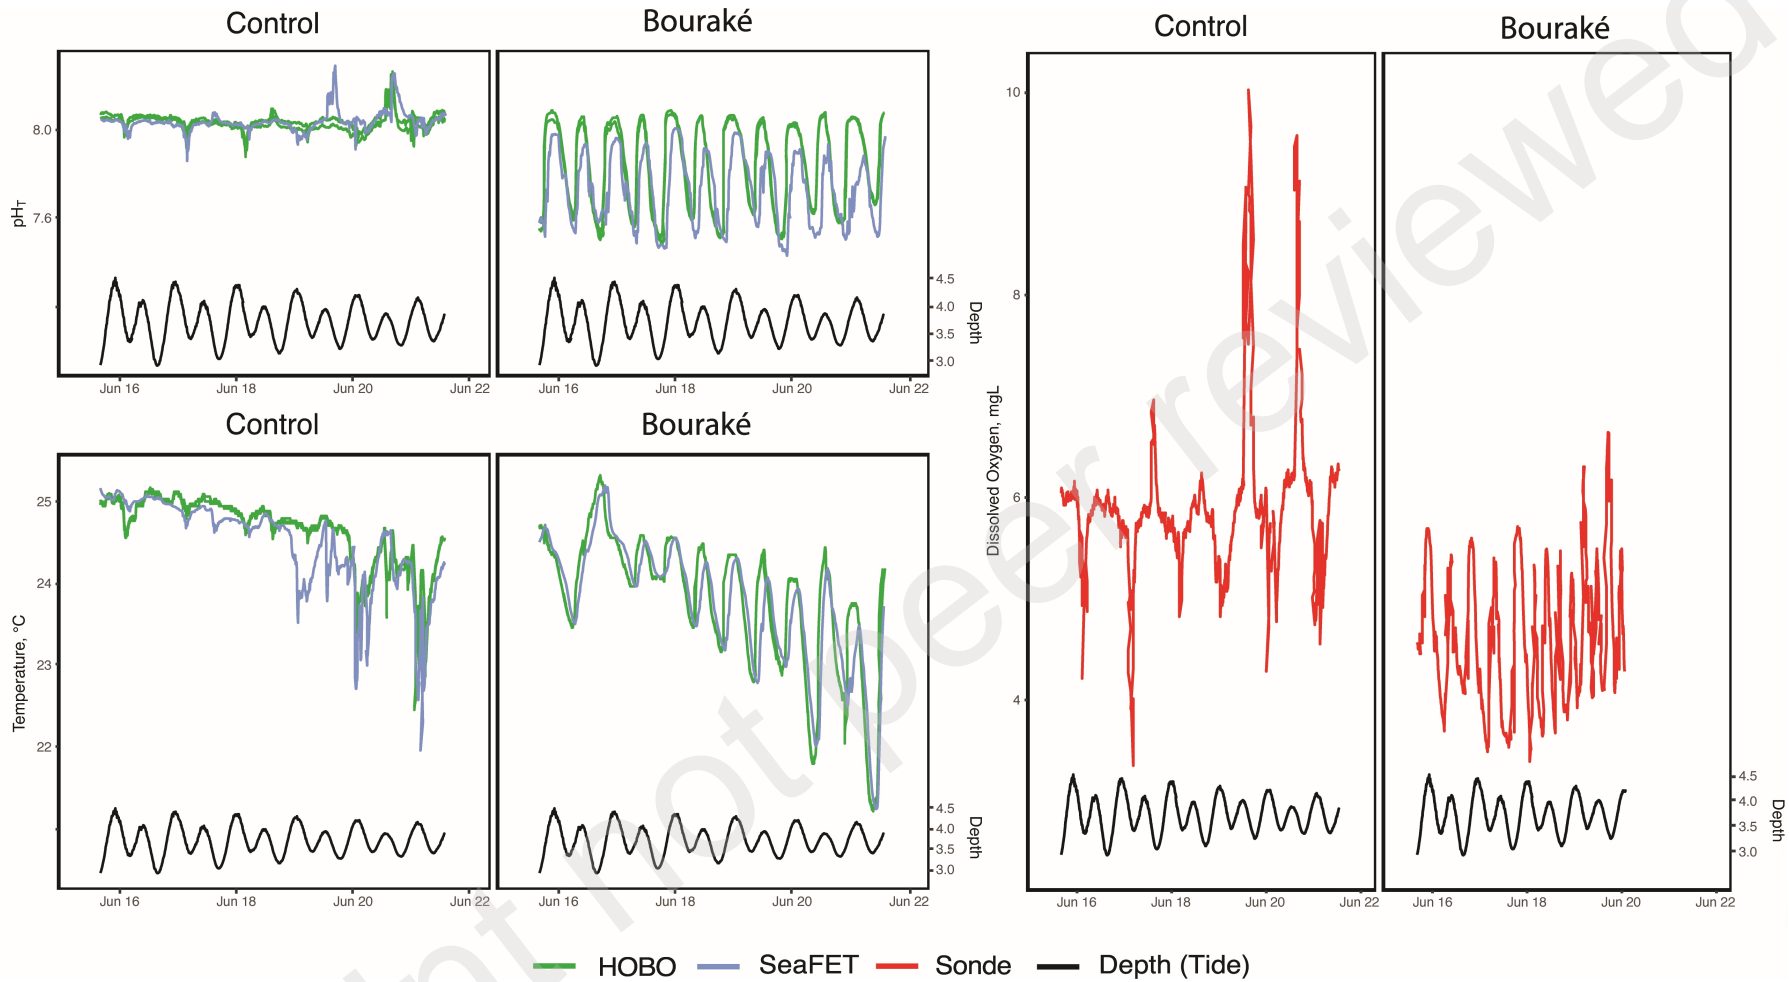 Control
Bouraké
Control
Bouraké
pHT
8.0
7.6
4.5
4.0
3.5
3.0
Depth
Jun 16
Jun 18
Jun 20
Jun 22
Jun 16
Jun 18
Jun 20
Jun 22
Control
Bouraké
Temperature, °C
25
24
23
22
4.5
4.0
3.5
3.0
Depth
Jun 16
Jun 18
Jun 20
Jun 22
Jun 16
Jun 18
Jun 20
Jun 22
Dissolved Oxygen, mgL
10
8
6
4
4.5
4.0
3.5
3.0
Depth
Jun 16
Jun 18
Jun 20
Jun 22
Jun 16
Jun 18
Jun 20
Jun 22
HOBO SeaFET Sonde Depth (Tide)
not peer reviewed